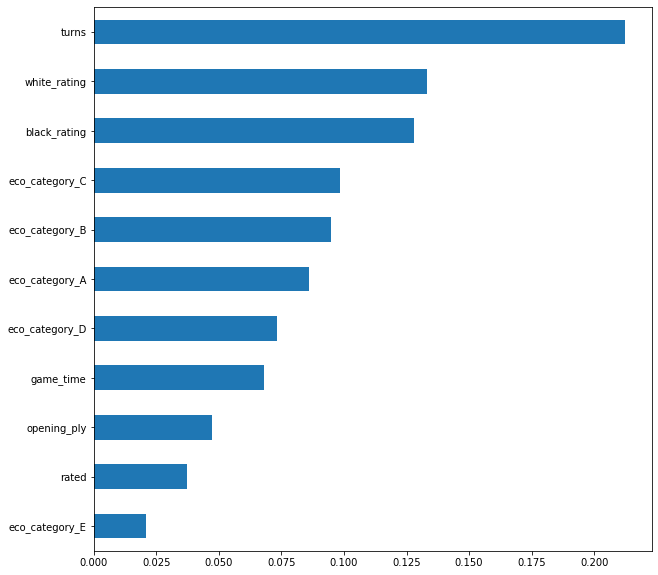 turns
white_rating
black_rating
eco_category_C
eco_category_B
eco_category_A
eco_category_D
game_time
opening_ply
rated
eco_category_E
0.000 0.025 0.050 0.075 0.100 0.125 0.150 0.175 0.200